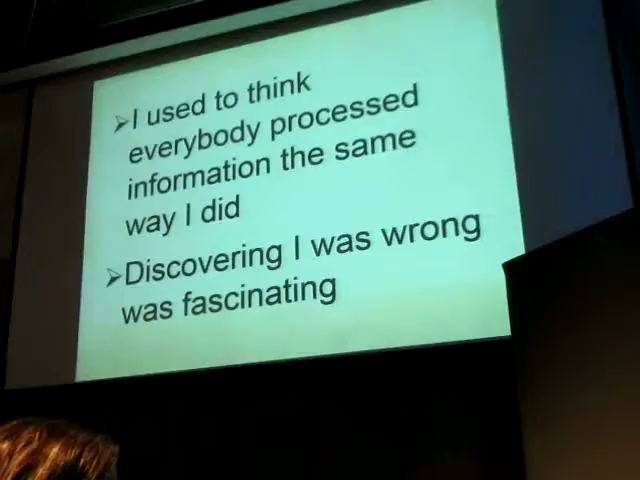 ➢I used to think
everybody processed
information the same
way I did
➢Discovering I was wrong
was fascinating